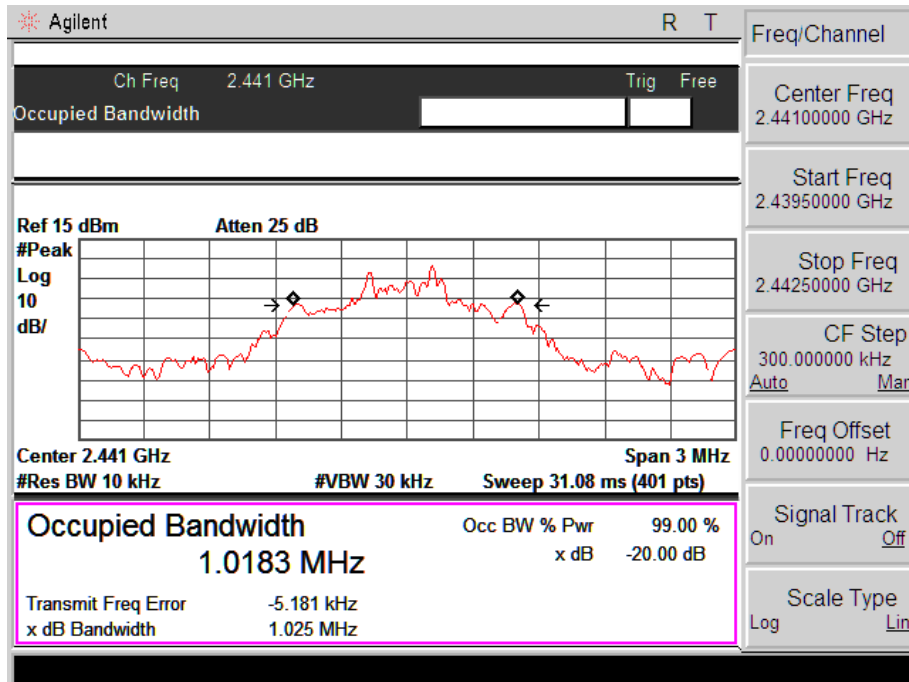 Agilent R T
Ch Freq 2.441 GHz Trig Free
Occupied Bandwidth
Ref 15 dBm Atten 25 dB
#Peak
Log
10
dB/
Center 2.441 GHz Span 3 MHz
#Res BW 10 kHz #VBW 30 kHz Sweep 31.08 ms (401 pts)
Occupied Bandwidth
1.0183 MHz
Occ BW % Pwr 99.00 %
x dB -20.00 dB
Transmit Freq Error -5.181 kHz
x dB Bandwidth 1.025 MHz
Freq/Channel
Center Freq
2.44100000 GHz
Start Freq
2.43950000 GHz
Stop Freq
2.44250000 GHz
CF Step
300.000000 kHz
Auto Man
Freq Offset
0.00000000 Hz
Signal Track
On Off
Scale Type
Log Lin